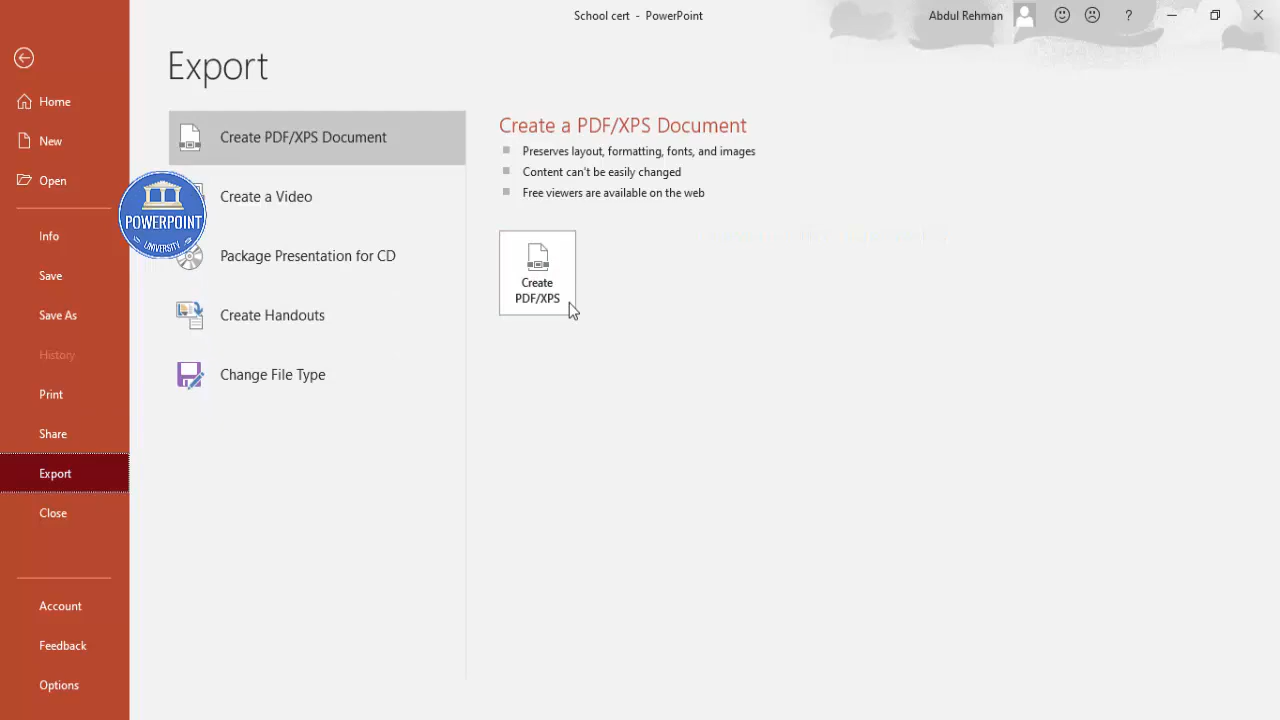 School cert - PowerPoint
Abdul Rehman
?
Export
Home
New
Open
Info
Save
Save As
History
Print
Share
Export
Close
Account
Feedback
Options
Create PDF/XPS Document
Create a Video
Package Presentation for CD
Create Handouts
Change File Type
POWERPOINT
UNIVERSITY
Create a PDF/XPS Document
Preserves layout, formatting, fonts, and images
Content can't be easily changed
Free viewers are available on the web
Create
PDF/XPS